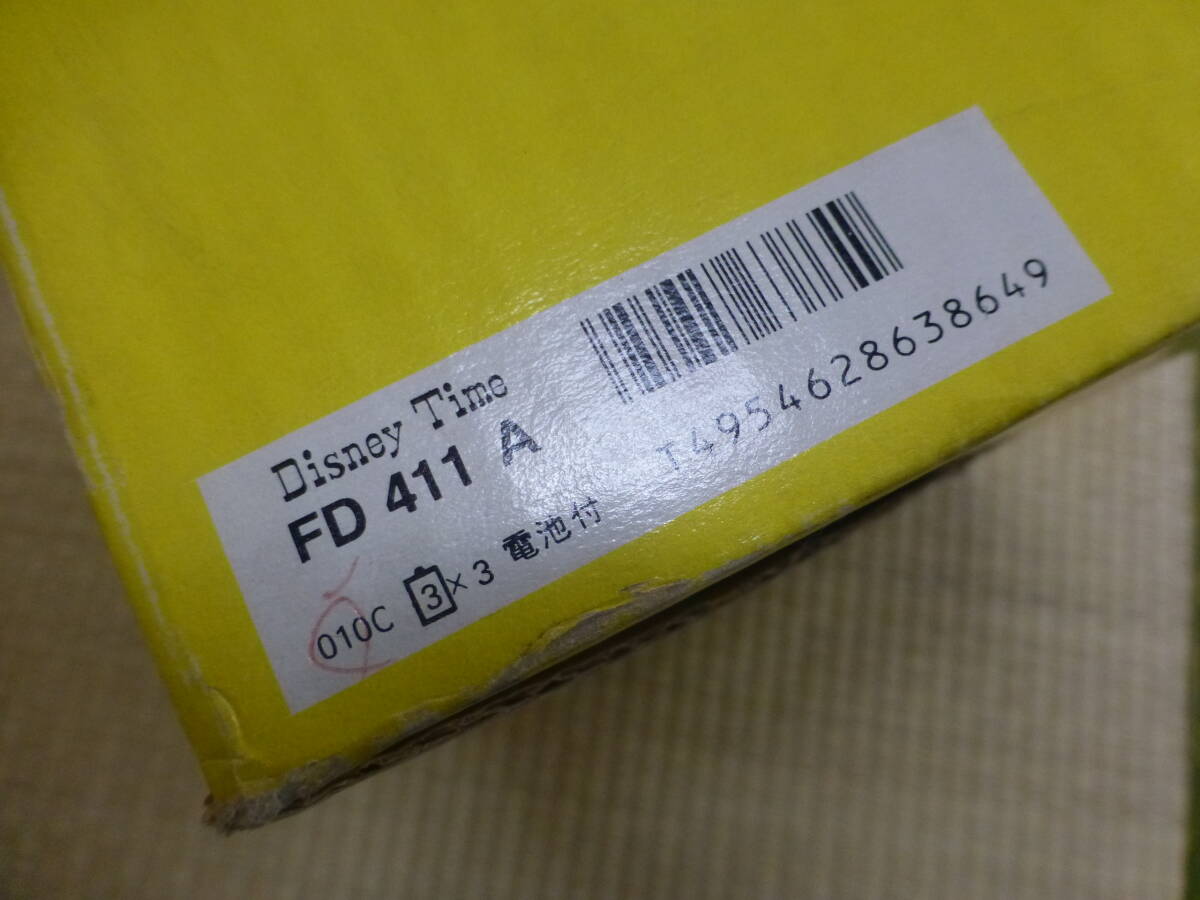 Disney Time
FD 411 A
T4954628638649
010C 3×3 電池付